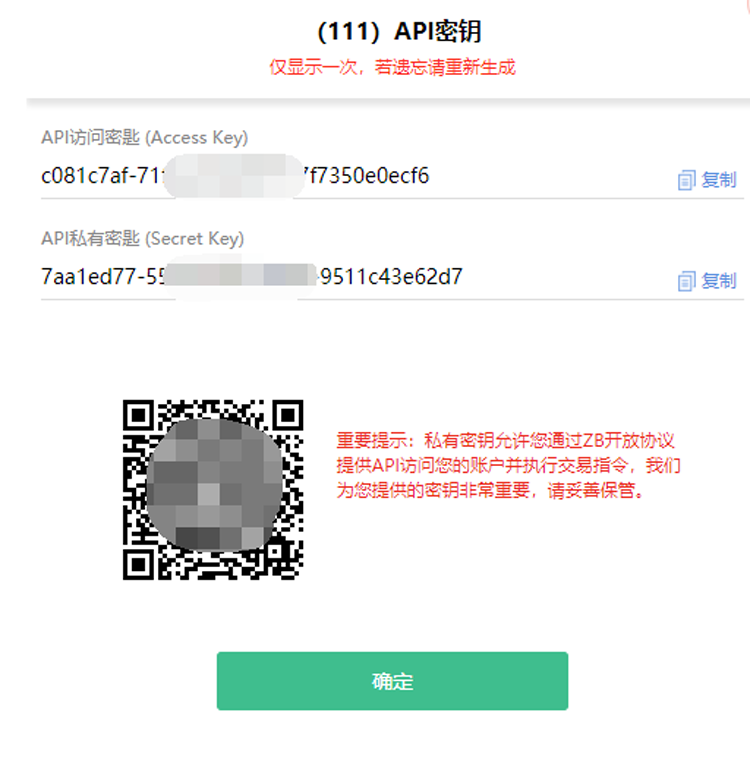 （111）API密钥
仅显示一次，若遗忘请重新生成
API访问密匙 (Access Key)
c081c7af-71 7f7350e0ecf6
复制
API私有密匙 (Secret Key)
7aa1ed77-55 -9511c43e62d7
复制
重要提示：私有密钥允许您通过ZB开放协议
提供API访问您的账户并执行交易指令，我们
为您提供的密钥非常重要，请妥善保管。
确定